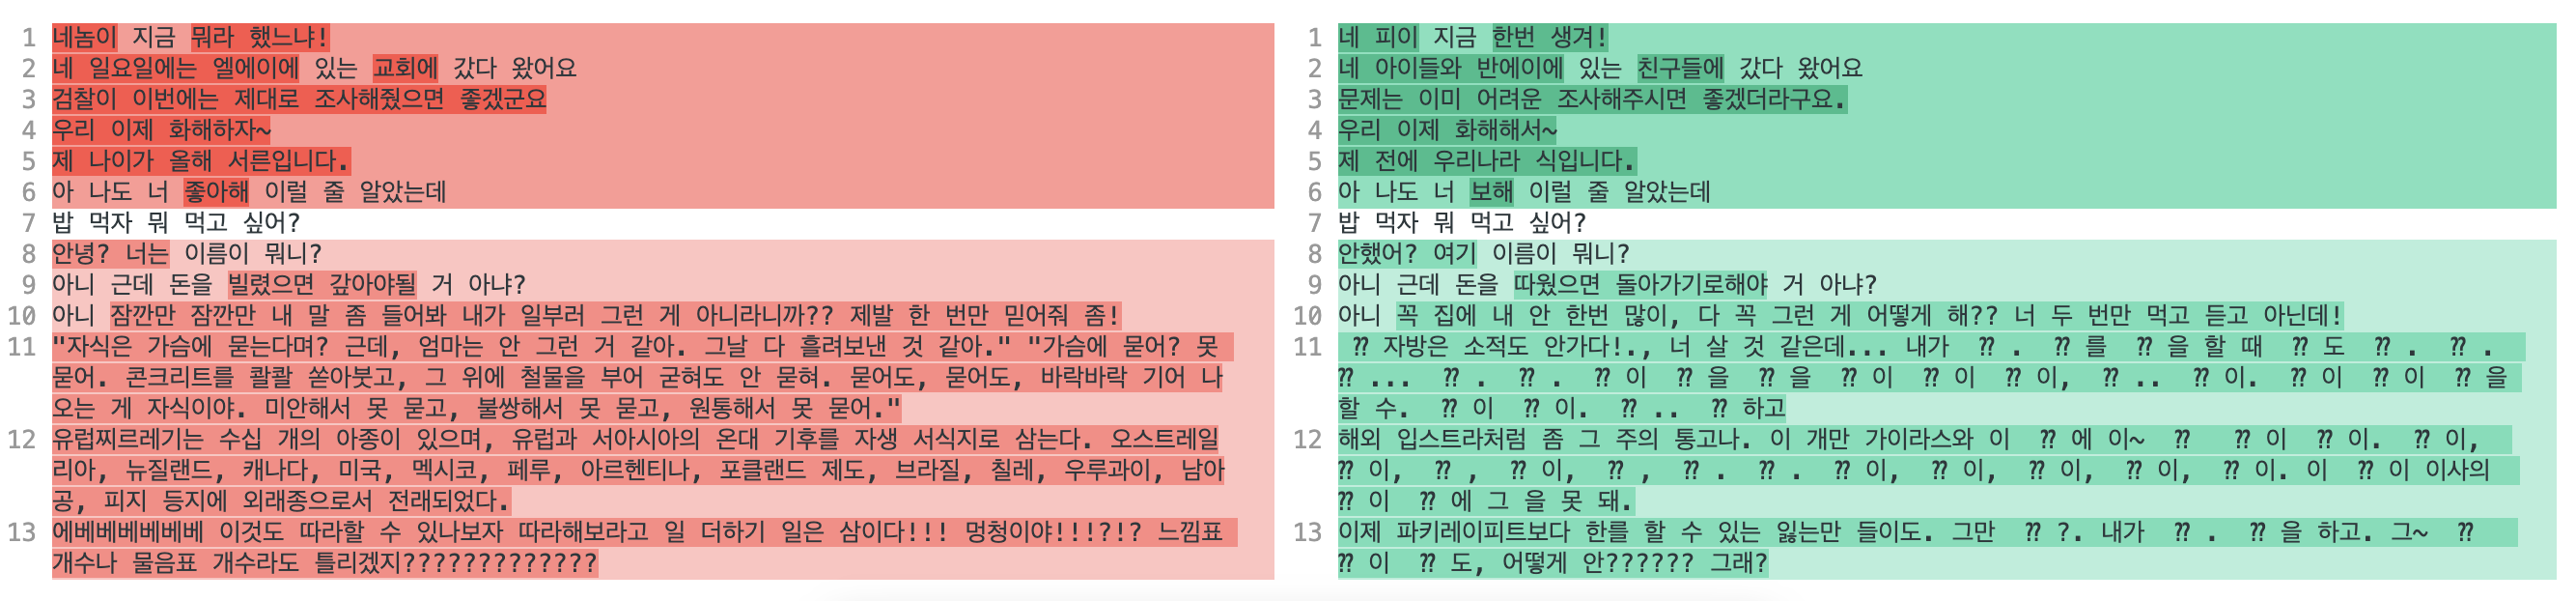 1 네놈이 지금 뭐라 했느냐!
2 네 일요일에는 엘에이에 있는 교회에 갔다 왔어요
3 검찰이 이번에는 제대로 조사해줬으면 좋겠군요
4 우리 이제 화해하자~
5 제 나이가 올해 서른입니다.
6 아 나도 너 좋아해 이럴 줄 알았는데
7 밥 먹자 뭐 먹고 싶어?
8 안녕? 너는 이름이 뭐니?
9 아니 근데 돈을 빌렸으면 갚아야될 거 아냐?
10 아니 잠깐만 잠깐만 내 말 좀 들어봐 내가 일부러 그런 게 아니라니까?? 제발 한 번만 믿어줘 좀!
11 "자식은 가슴에 묻는다며? 근데, 엄마는 안 그런 거 같아. 그날 다 흘려보낸 것 같아." "가슴에 묻어? 못
묻어. 콘크리트를 콸콸 쏟아붓고, 그 위에 철물을 부어 굳혀도 안 묻혀. 묻어도, 묻어도, 바락바락 기어 나
오는 게 자식이야. 미안해서 못 묻고, 불쌍해서 못 묻고, 원통해서 못 묻어."
12 유럽찌르레기는 수십 개의 아종이 있으며, 유럽과 서아시아의 온대 기후를 자생 서식지로 삼는다. 오스트레일
리아, 뉴질랜드, 캐나다, 미국, 멕시코, 페루, 아르헨티나, 포클랜드 제도, 브라질, 칠레, 우루과이, 남아
공, 피지 등지에 외래종으로서 전래되었다.
13 에베베베베베베 이것도 따라할 수 있나보자 따라해보라고 일 더하기 일은 삼이다!!! 멍청이야!!!?!? 느낌표
개수나 물음표 개수라도 틀리겠지?????????????
1 네 피이 지금 한번 생겨!
2 네 아이들와 반에이에 있는 친구들에 갔다 왔어요
3 문제는 이미 어려운 조사해주시면 좋겠더라구요.
4 우리 이제 화해해서~
5 제 전에 우리나라 식입니다.
6 아 나도 너 보해 이럴 줄 알았는데
7 밥 먹자 뭐 먹고 싶어?
8 안했어? 여기 이름이 뭐니?
9 아니 근데 돈을 따웠으면 돌아가기로해야 거 아냐?
10 아니 꼭 집에 내 안 한번 많이, 다 꼭 그런 게 어떻게 해?? 너 두 번만 먹고 듣고 아닌데!
11 ⁇ 자방은 소적도 안가다!., 너 살 것 같은데... 내가 ⁇ . ⁇ 를 ⁇ 을 할 때 ⁇ 도 ⁇ . ⁇ .
⁇ ... ⁇ . ⁇ . ⁇ 이 ⁇ 을 ⁇ 을 ⁇ 이 ⁇ 이 ⁇ 이, ⁇ .. ⁇ 이. ⁇ 이 ⁇ 이 ⁇ 을
할 수. ⁇ 이 ⁇ 이. ⁇ .. ⁇ 하고
12 해외 입스트라처럼 좀 그 주의 통고나. 이 개만 가이라스와 이 ⁇ 에 이~ ⁇ ⁇ 이 ⁇ 이. ⁇ 이,
⁇ 이, ⁇ , ⁇ 이, ⁇ , ⁇ . ⁇ . ⁇ 이, ⁇ 이, ⁇ 이, ⁇ 이, ⁇ 이. 이 ⁇ 이 이사의
⁇ 이 ⁇ 에 그 을 못 돼.
13 이제 파키레이피트보다 한를 할 수 있는 잃는만 들이도. 그만 ⁇ ?. 내가 ⁇ . ⁇ 을 하고. 그~ ⁇
⁇ 이 ⁇ 도, 어떻게 안?????? 그래?